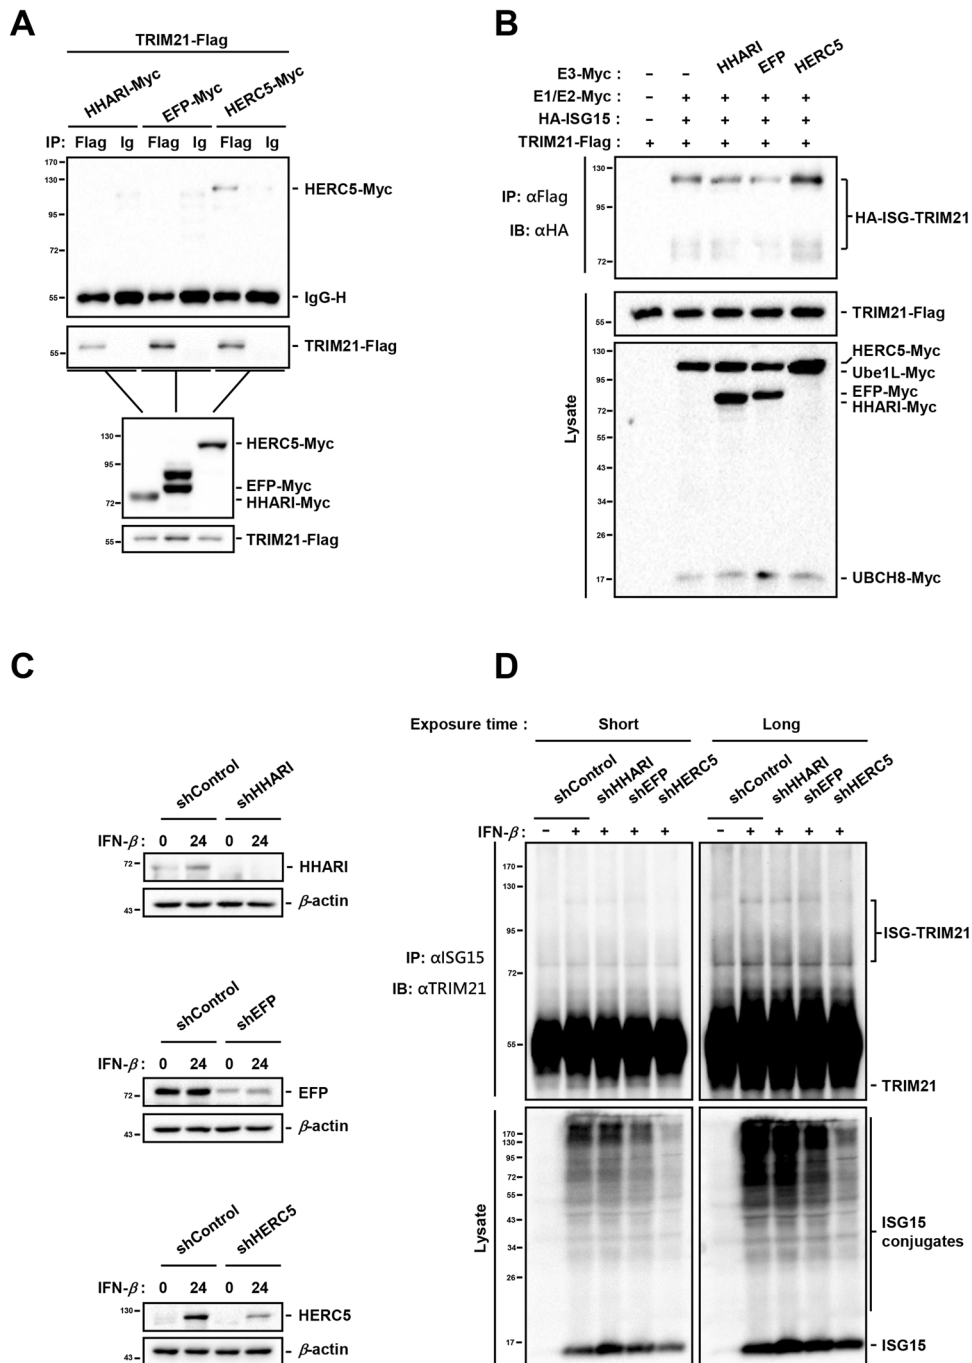 A
TRIM21-Flag
HHARI-Myc EFP-Myc HERC5-Myc
IP: Flag Ig Flag Ig Flag Ig
170
130
HERC5-Myc
95
72
55
IgG-H
55
TRIM21-Flag
130
HERC5-Myc
95
EFP-Myc
72
HHARI-Myc
55
TRIM21-Flag
B
HHARI EFP HERC5
E3-Myc : – –
E1/E2-Myc : – + + + +
HA-ISG15 : – + + + +
TRIM21-Flag : + + + + +
130
IP: αFlag
95
HA-ISG-TRIM21
IB: αHA
72
55
TRIM21-Flag
Lysate
130
HERC5-Myc
Ube1L-Myc
95
EFP-Myc
72
HHARI-Myc
55
43
34
26
17
UBCH8-Myc
C
shControl shHHARI
IFN-β : 0 24 0 24
72
HHARI
43
β-actin
shControl shEFP
IFN-β : 0 24 0 24
72
EFP
43
β-actin
shControl shHERC5
IFN-β : 0 24 0 24
130
HERC5
43
β-actin
D
Exposure time : Short Long
shControl shHHARI shEFP shHERC5 shControl shHHARI shEFP shHERC5
IFN-β : – + + + + – + + + +
170
130
95
ISG-TRIM21
IP: αISG15
72
IB: αTRIM21
55
TRIM21
Lysate
170
130
95
72
55
43
ISG15
conjugates
34
26
17
ISG15